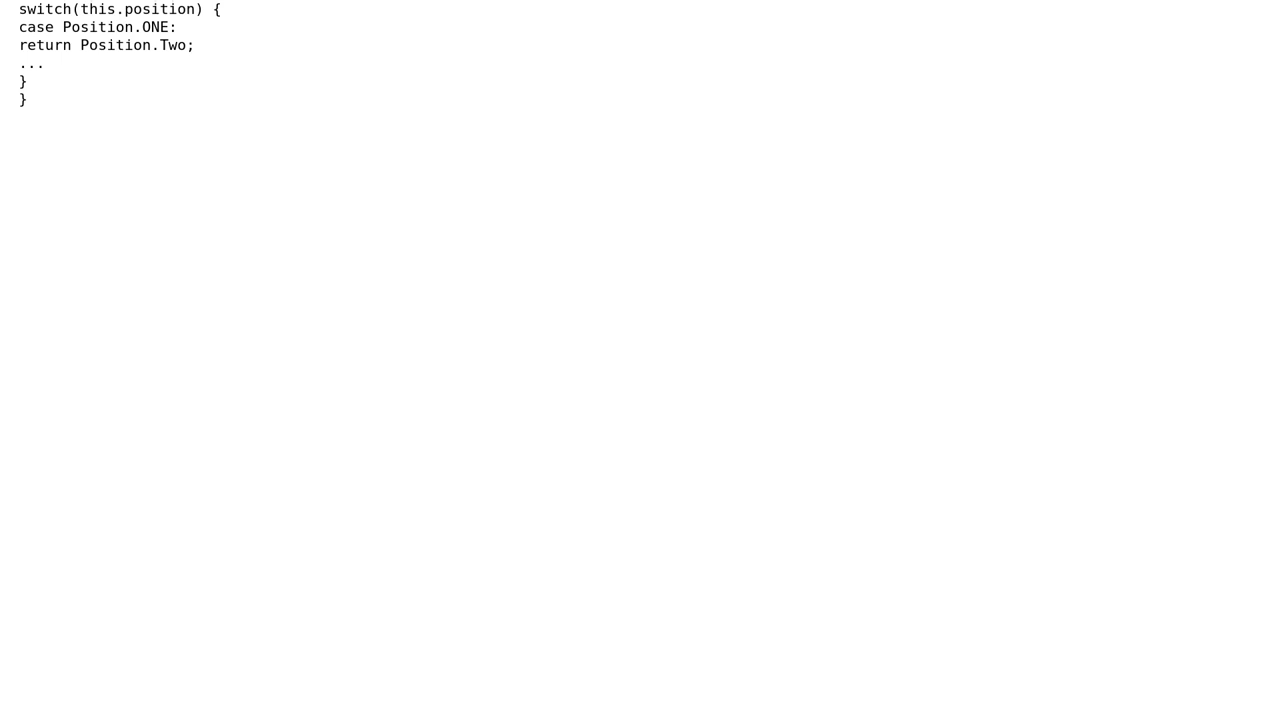 switch(this.position) {
case Position.ONE:
return Position.Two;
...
}
}